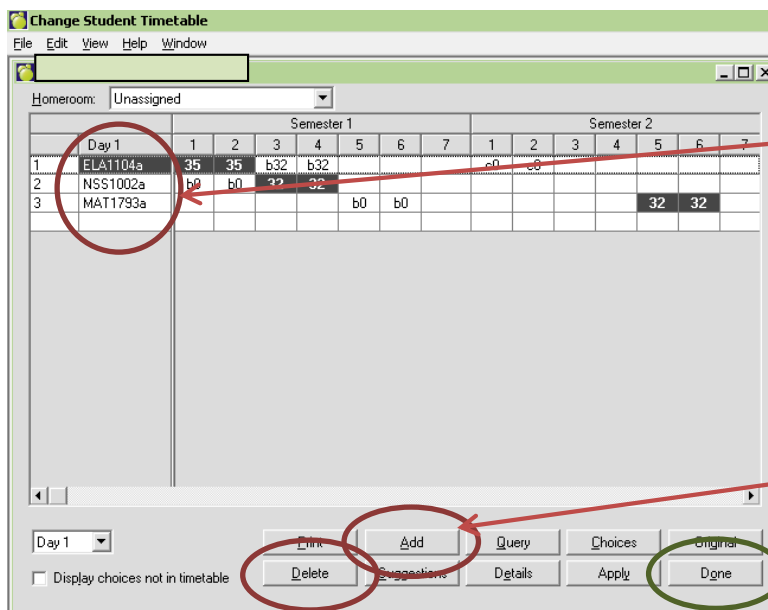 Change Student Timetable
File Edit View Help Window
Homeroom: Unassigned
Semester 1 Semester 2
Day 1 1 2 3 4 5 6 7 1 2 3 4 5 6 7
1 ELA1104a 35 35 b32 b32 c0 c0
2 NSS1002a b0 b0 32 32
3 MAT1793a b0 b0 32 32
Day 1 Print Add Query Choices Original
Display choices not in timetable Delete Suggestions Details Apply Done